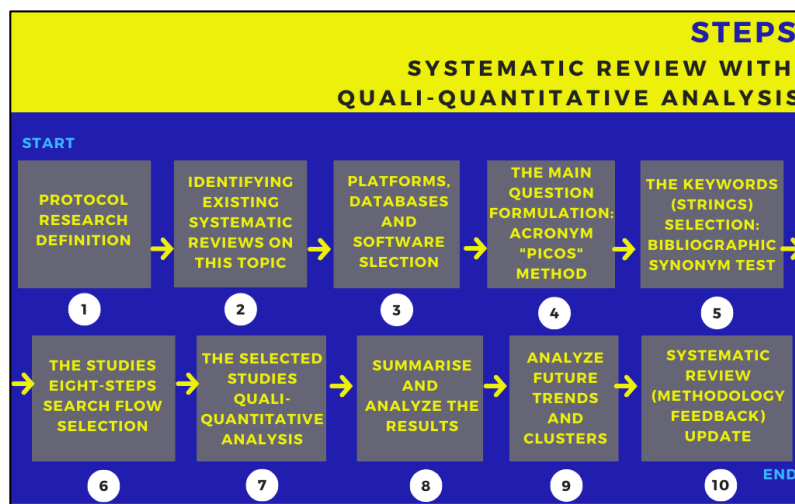 STEPS
SYSTEMATIC REVIEW WITH
QUALI-QUANTITATIVE ANALYSIS
START
PROTOCOL
RESEARCH
DEFINITION
1
IDENTIFYING
EXISTING
SYSTEMATIC
REVIEWS ON
THIS TOPIC
2
PLATFORMS,
DATABASES
AND
SOFTWARE
SLECTION
3
THE MAIN
QUESTION
FORMULATION:
ACRONYM
"PICOS"
METHOD
4
THE KEYWORDS
(STRINGS)
SELECTION:
BIBLIOGRAPHIC
SYNONYM TEST
5
THE STUDIES
EIGHT-STEPS
SEARCH FLOW
SELECTION
6
THE SELECTED
STUDIES
QUALI-
QUANTITATIVE
ANALYSIS
7
SUMMARISE
AND
ANALYZE THE
RESULTS
8
ANALYZE
FUTURE
TRENDS
AND
CLUSTERS
9
SYSTEMATIC
REVIEW
(METHODOLOGY
FEEDBACK)
UPDATE
10
END